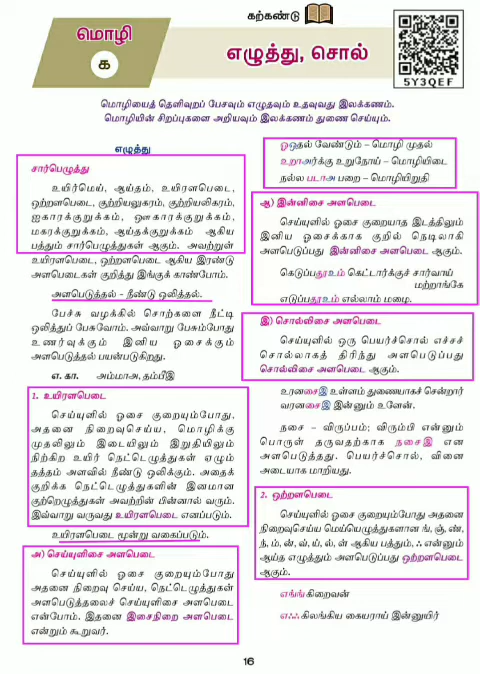 கற்கண்டு
மொழி
௧
எழுத்து, சொல்
5Y3QEF
மொழியைத் தெளிவுறப் பேசவும் எழுதவும் உதவுவது இலக்கணம்.
மொழியின் சிறப்புகளை அறியவும் இலக்கணம் துணை செய்யும்.
எழுத்து
சார்பெழுத்து
உயிர்மெய், ஆய்தம், உயிரளபெடை,
ஒற்றளபெடை, குற்றியலுகரம், குற்றியலிகரம்,
ஐகாரக்குறுக்கம், ஔகாரக்குறுக்கம்,
மகரக்குறுக்கம், ஆய்தக்குறுக்கம் ஆகிய
பத்தும் சார்பெழுத்துகள் ஆகும். அவற்றுள்
உயிரளபெடை, ஒற்றளபெடை ஆகிய இரண்டு
அளபெடைகள் குறித்து இங்குக் காண்போம்.
அளபெடுத்தல் - நீண்டு ஒலித்தல்.
பேச்சு வழக்கில் சொற்களை நீட்டி
ஒலித்துப் பேசுவோம். அவ்வாறு பேசும்போது
உணர்வுக்கும் இனிய ஓசைக்கும்
அளபெடுத்தல் பயன்படுகிறது.
எ. கா. அம்மாஅ, தம்பீஇ
1. உயிரளபெடை
செய்யுளில் ஓசை குறையும்போது,
அதனை நிறைவுசெய்ய, மொழிக்கு
முதலிலும் இடையிலும் இறுதியிலும்
நிற்கிற உயிர் நெட்டெழுத்துகள் ஏழும்
தத்தம் அளவில் நீண்டு ஒலிக்கும். அதைக்
குறிக்க நெட்டெழுத்துகளின் இனமான
குற்றெழுத்துகள் அவற்றின் பின்னால் வரும்.
இவ்வாறு வருவது உயிரளபெடை எனப்படும்.
உயிரளபெடை மூன்று வகைப்படும்.
அ) செய்யுளிசை அளபெடை
செய்யுளில் ஓசை குறையும்போது
அதனை நிறைவு செய்ய, நெட்டெழுத்துகள்
அளபெடுத்தலைச் செய்யுளிசை அளபெடை
என்போம். இதனை இசைநிறை அளபெடை
என்றும் கூறுவர்.
ஓஒதல் வேண்டும் – மொழி முதல்
உறாஅர்க்கு உறுநோய் – மொழியிடை
நல்ல படாஅ பறை – மொழியிறுதி
ஆ) இன்னிசை அளபெடை
செய்யுளில் ஓசை குறையாத இடத்திலும்
இனிய ஓசைக்காக குறில் நெடிலாகி
அளபெடுப்பது இன்னிசை அளபெடை ஆகும்.
கெடுப்பதூஉம் கெட்டார்க்குச் சார்வாய்
மற்றாங்கே
எடுப்பதூஉம் எல்லாம் மழை.
இ) சொல்லிசை அளபெடை
செய்யுளில் ஒரு பெயர்ச்சொல் எச்சச்
சொல்லாகத் திரிந்து அளபெடுப்பது
சொல்லிசை அளபெடை ஆகும்.
உரனசைஇ உள்ளம் துணையாகச் சென்றார்
வரனசைஇ இன்னும் உளேன்.
நசை – விருப்பம்; விரும்பி என்னும்
பொருள் தருவதற்காக நசைஇ என
அளபெடுத்தது. பெயர்ச்சொல், வினை
அடையாக மாறியது.
2. ஒற்றளபெடை
செய்யுளில் ஓசை குறையும்போது அதனை
நிறைவுசெய்ய மெய்யெழுத்துகளான ங், ஞ், ண்,
ந், ம், ன், வ், ய், ல், ள் ஆகிய பத்தும், ஃ என்னும்
ஆய்த எழுத்தும் அளபெடுப்பது ஒற்றளபெடை
ஆகும்.
எங்ங்கிறைவன்
எஃஃகிலங்கிய கையராய் இன்னுயிர்
16